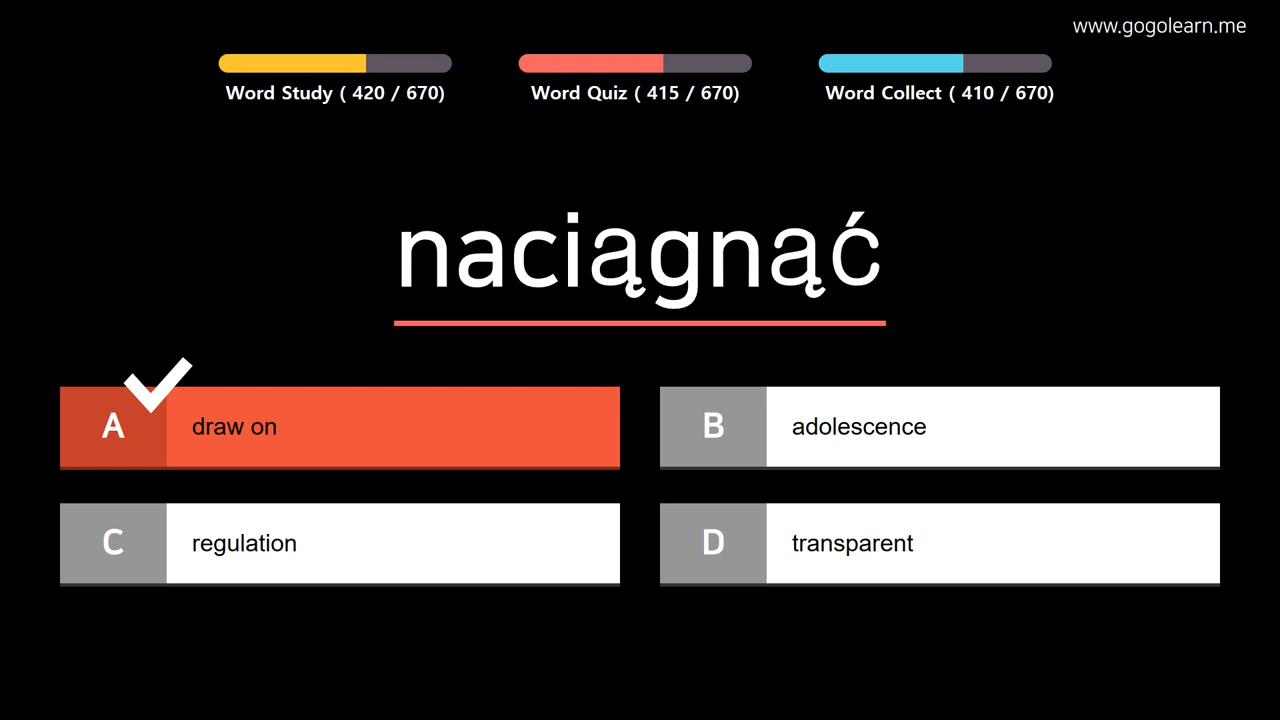 www.gogolearn.me
Word Study ( 420 / 670)
Word Quiz ( 415 / 670)
Word Collect ( 410 / 670)
naciągnąć
A draw on
B adolescence
C regulation
D transparent